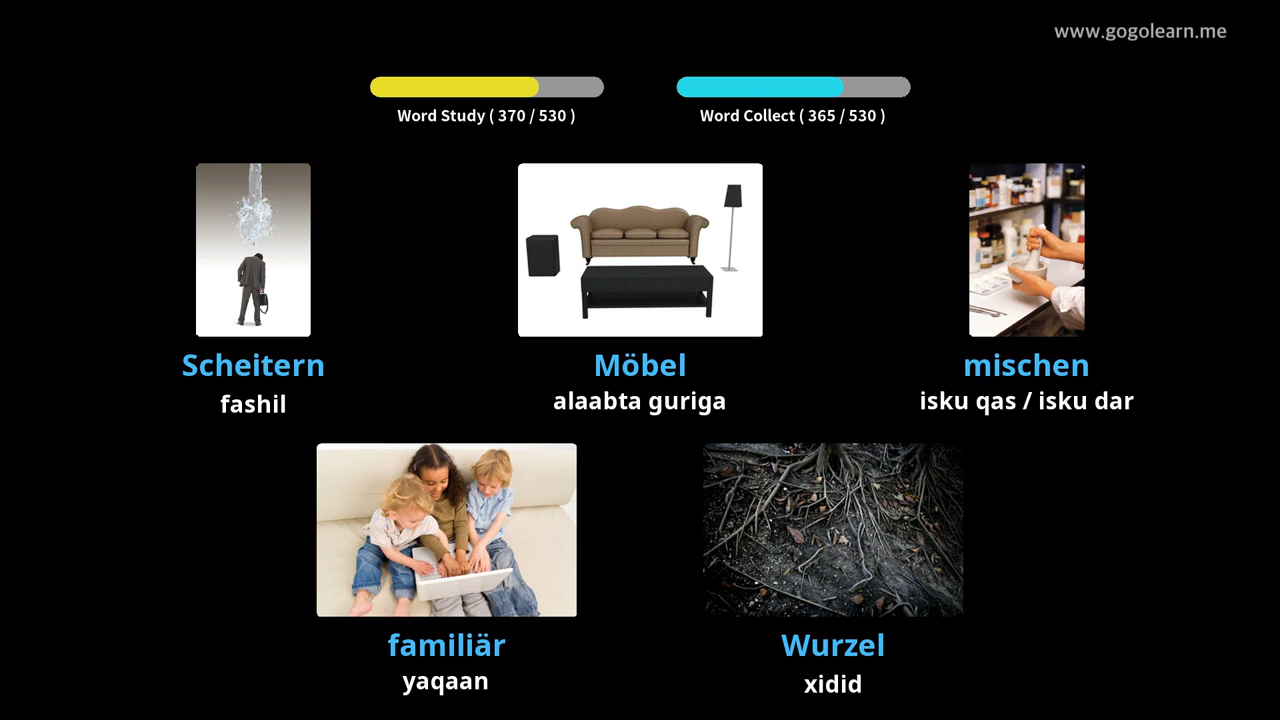 www.gogolearn.me
Word Study ( 370 / 530 )
Word Collect ( 365 / 530 )
Scheitern
fashil
Möbel
alaabta guriga
mischen
isku qas / isku dar
familiär
yaqaan
Wurzel
xidid